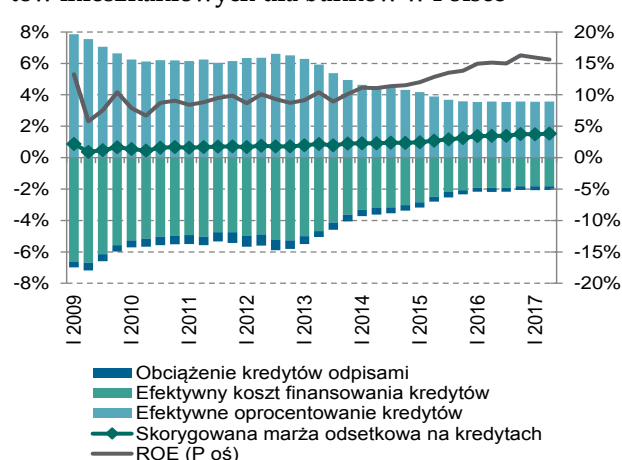 8%
20%
6%
15%
4%
10%
2%
5%
0%
0%
-2%
-5%
-4%
-10%
-6%
-15%
-8%
-20%
I 2009
I 2010
I 2011
I 2012
I 2013
I 2014
I 2015
I 2016
I 2017
Obciążenie kredytów odpisami
Efektywny koszt finansowania kredytów
Efektywne oprocentowanie kredytów
Skorygowana marża odsetkowa na kredytach
ROE (P oś)